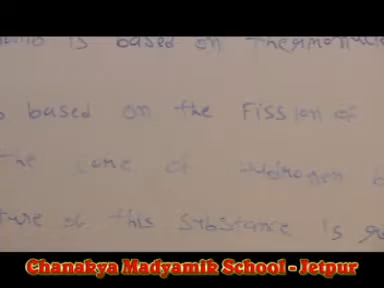 is based on Thermonucle
based on the Fission of
The core of Hydrogen
ture of this substance is
Chanakya Madyamik School - Jetpur